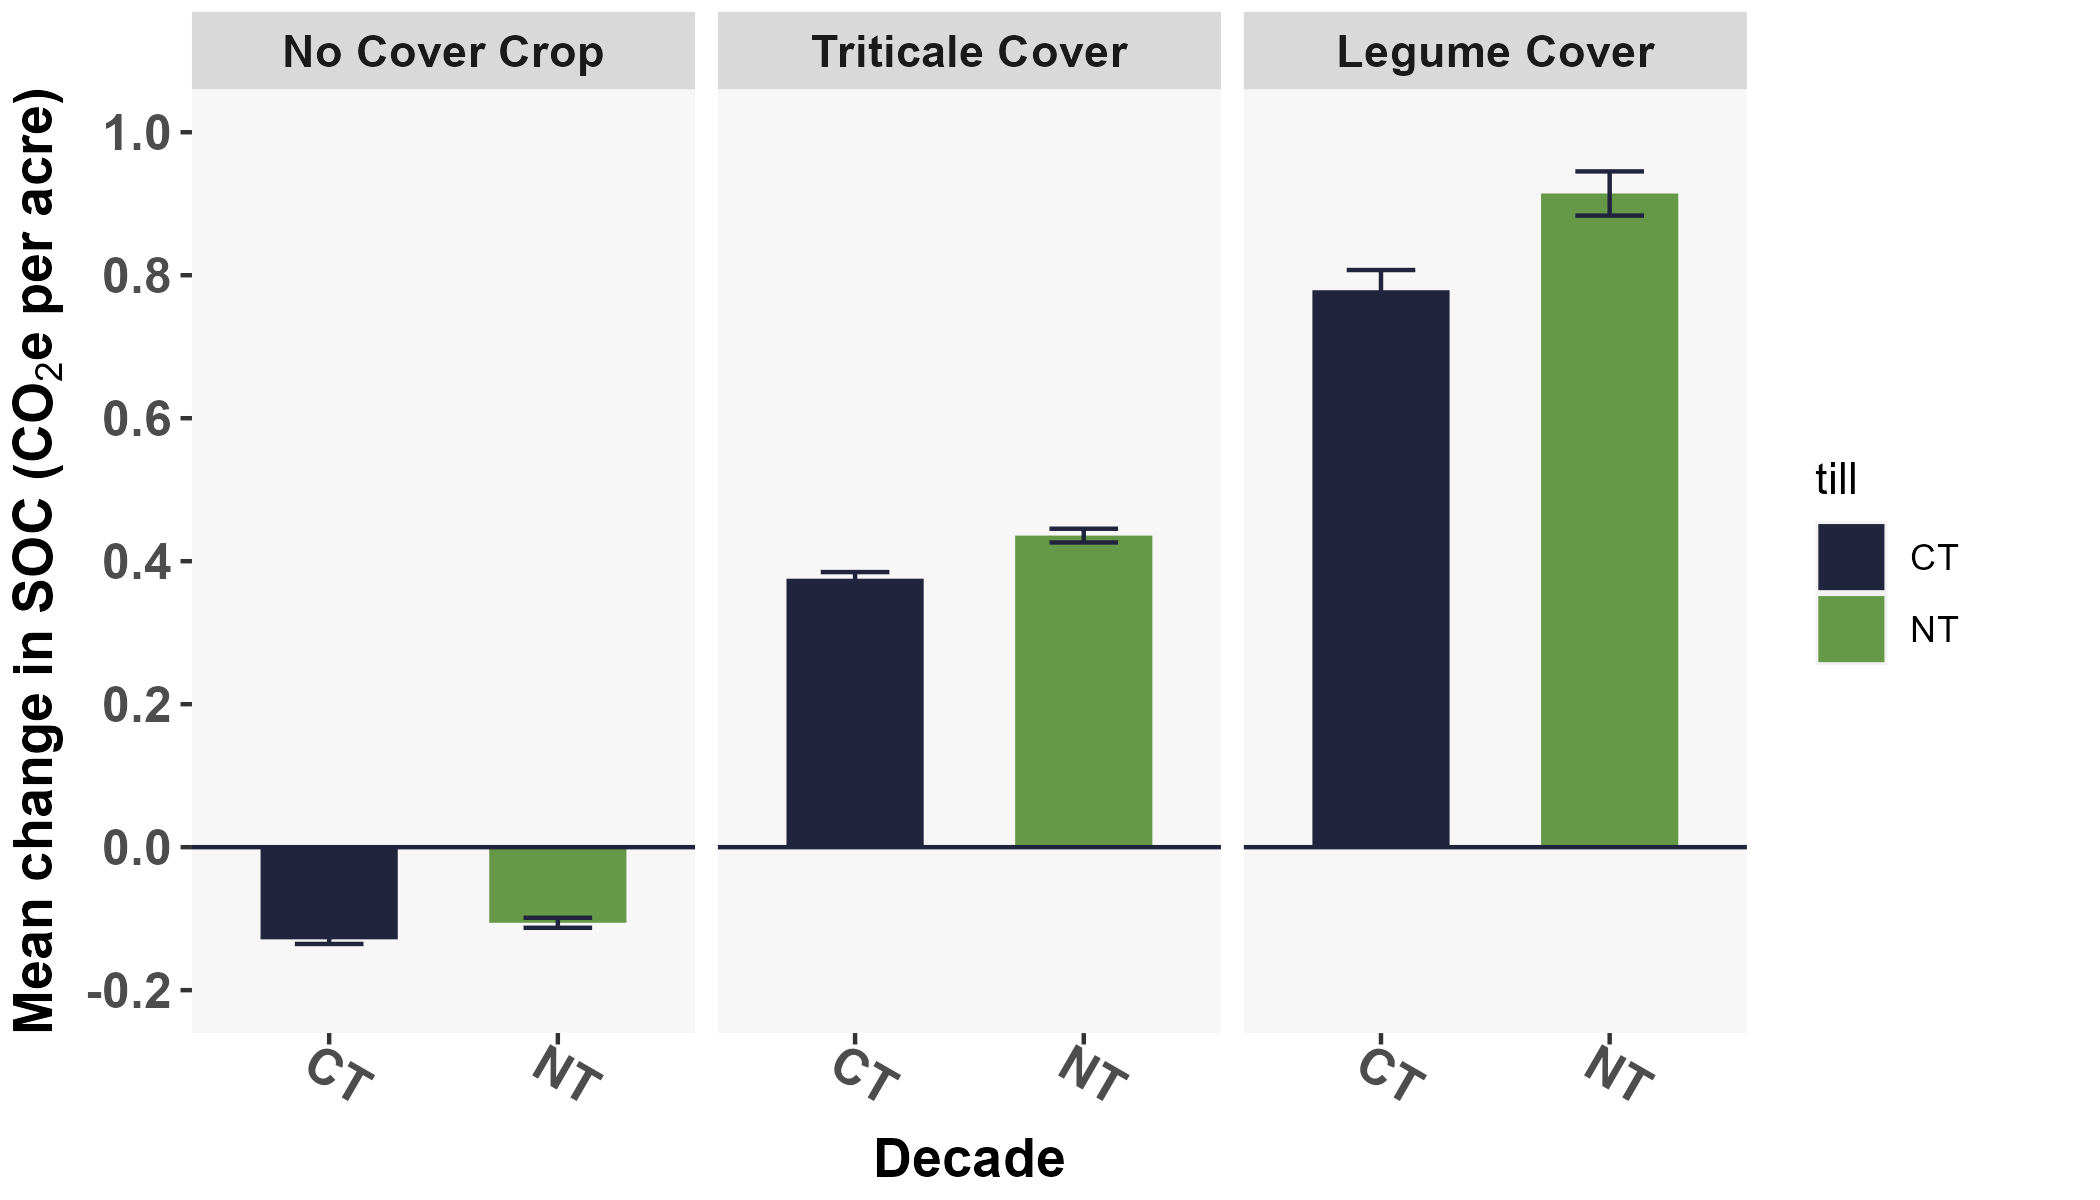 No Cover Crop
Triticale Cover
Legume Cover
Mean change in SOC (CO₂e per acre)
1.0
0.8
0.6
0.4
0.2
0.0
-0.2
CT
NT
CT
NT
CT
NT
Decade
till
CT
NT